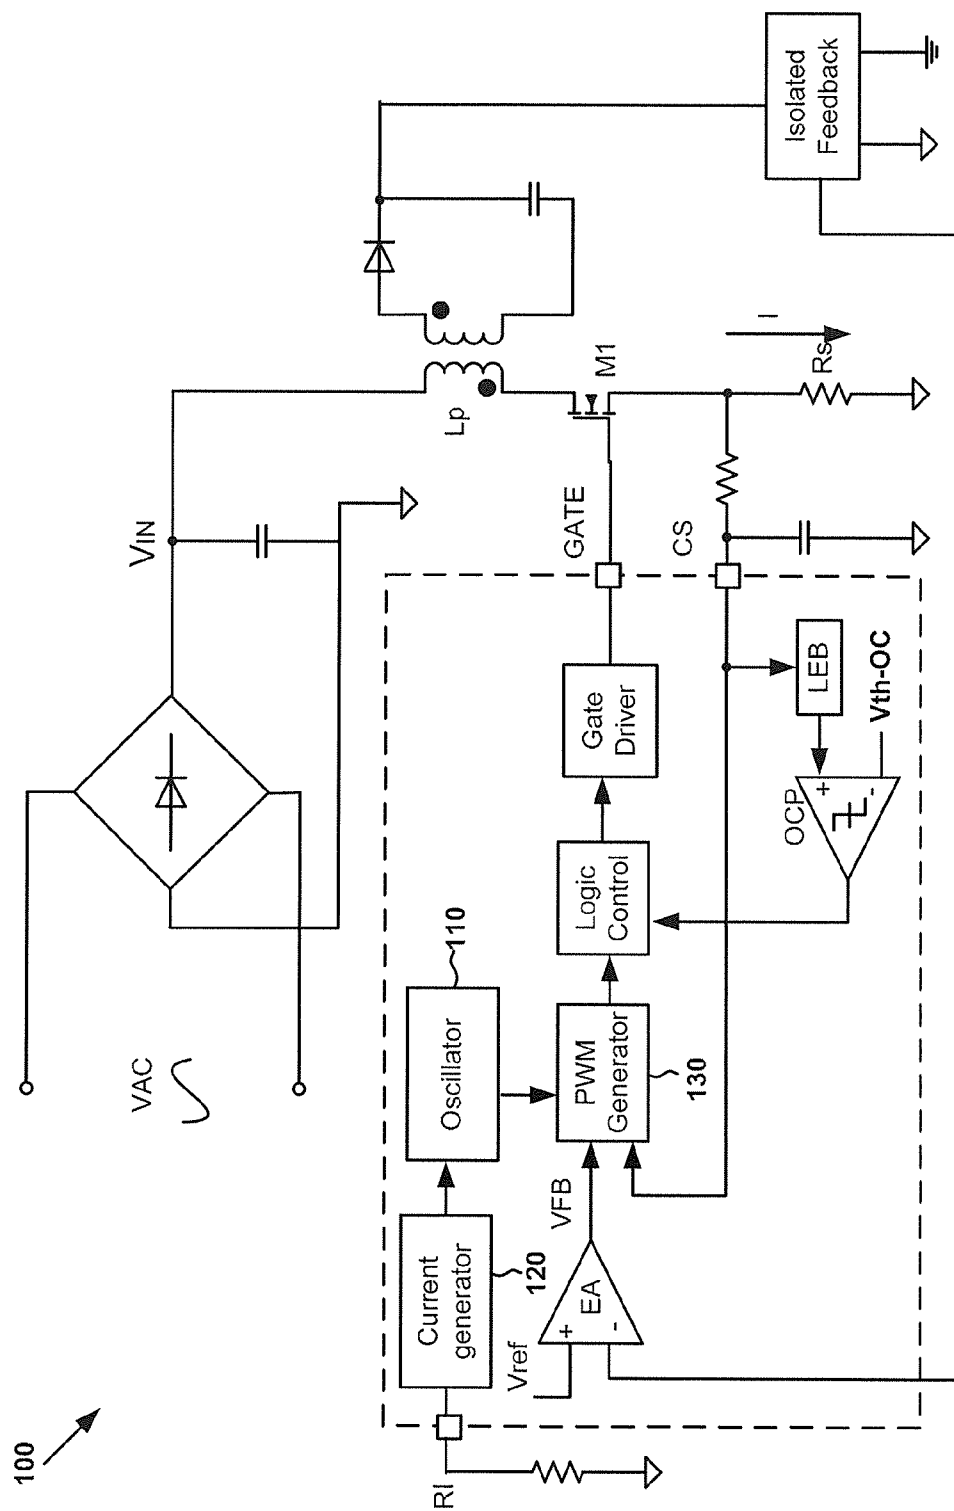 100
VAC
VIN
Lp
M1
I
Rs
Isolated
Feedback
GATE
CS
RI
Current
generator
120
Oscillator
110
Vref
+
-
EA
VFB
PWM
Generator
130
Logic
Control
Gate
Driver
OCP
+
-
LEB
Vth-OC